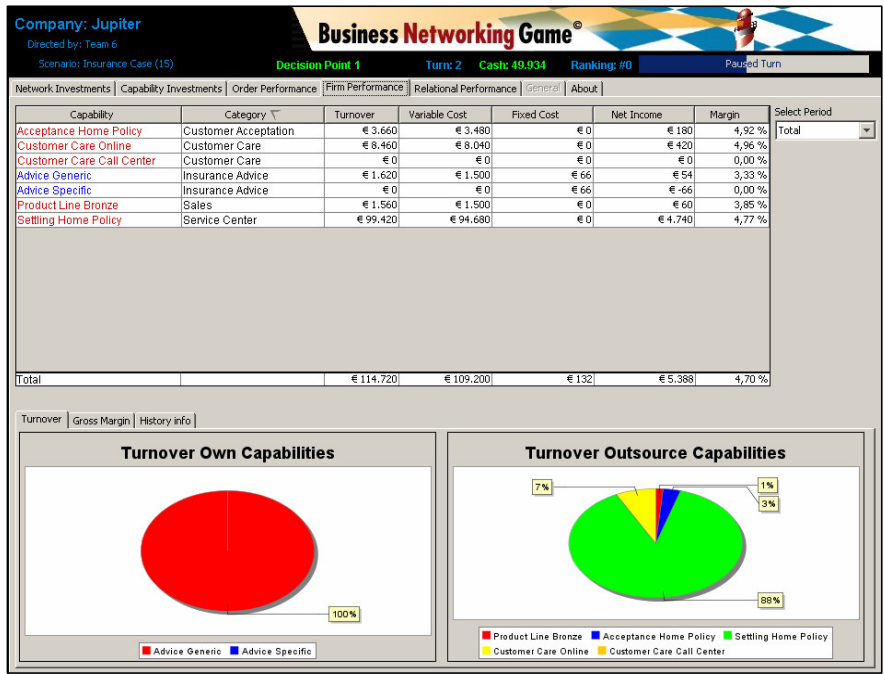 Company: Jupiter
Directed by: Team 6
Scenario: Insurance Case (15)
Business Networking Game©
Decision Point 1 Turn: 2 Cash: 49.934 Ranking: #0 Paused Turn
Network Investments Capability Investments Order Performance Firm Performance Relational Performance General About
Capability Category Turnover Variable Cost Fixed Cost Net Income Margin
Select Period
Total
Acceptance Home Policy Customer Acceptation € 3.660 € 3.480 € 0 € 180 4,92 %
Customer Care Online Customer Care € 8.460 € 8.040 € 0 € 420 4,96 %
Customer Care Call Center Customer Care € 0 € 0 € 0 € 0 0,00 %
Advice Generic Insurance Advice € 1.620 € 1.500 € 66 € 54 3,33 %
Advice Specific Insurance Advice € 0 € 0 € 66 € -66 0,00 %
Product Line Bronze Sales € 1.560 € 1.500 € 0 € 60 3,85 %
Settling Home Policy Service Center € 99.420 € 94.680 € 0 € 4.740 4,77 %
Total € 114.720 € 109.200 € 132 € 5.388 4,70 %
Turnover Gross Margin History info
Turnover Own Capabilities
100%
Advice Generic Advice Specific
Turnover Outsource Capabilities
7%
1%
3%
88%
Product Line Bronze Acceptance Home Policy Settling Home Policy
Customer Care Online Customer Care Call Center